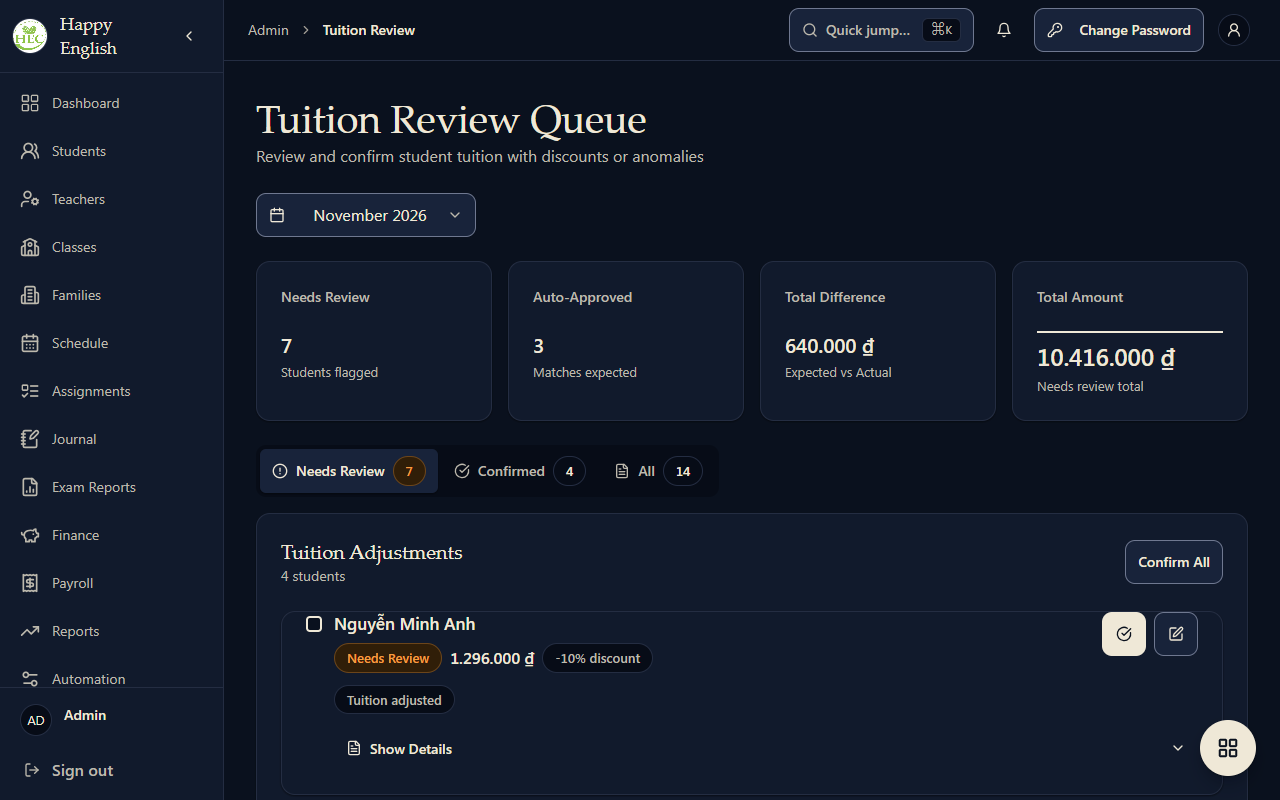 HEC
Happy
English
Dashboard
Students
Teachers
Classes
Families
Schedule
Assignments
Journal
Exam Reports
Finance
Payroll
Reports
Automation
AD
Admin
Sign out
Admin > Tuition Review
Quick jump... ⌘K
Change Password
Tuition Review Queue
Review and confirm student tuition with discounts or anomalies
November 2026
Needs Review
7
Students flagged
Auto-Approved
3
Matches expected
Total Difference
640.000 ₫
Expected vs Actual
Total Amount
10.416.000 ₫
Needs review total
Needs Review 7
Confirmed 4
All 14
Tuition Adjustments
4 students
Confirm All
Nguyễn Minh Anh
Needs Review 1.296.000 ₫ -10% discount
Tuition adjusted
Show Details